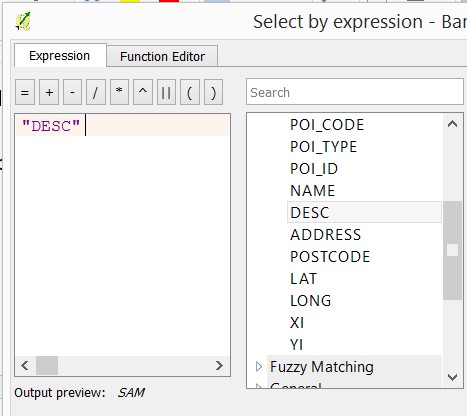 Select by expression - Bar
Expression
Function Editor
= + - / * ^ || ( )
Search
"DESC"
POI_CODE
POI_TYPE
POI_ID
NAME
DESC
ADDRESS
POSTCODE
LAT
LONG
XI
YI
Fuzzy Matching
General
Output preview: SAM